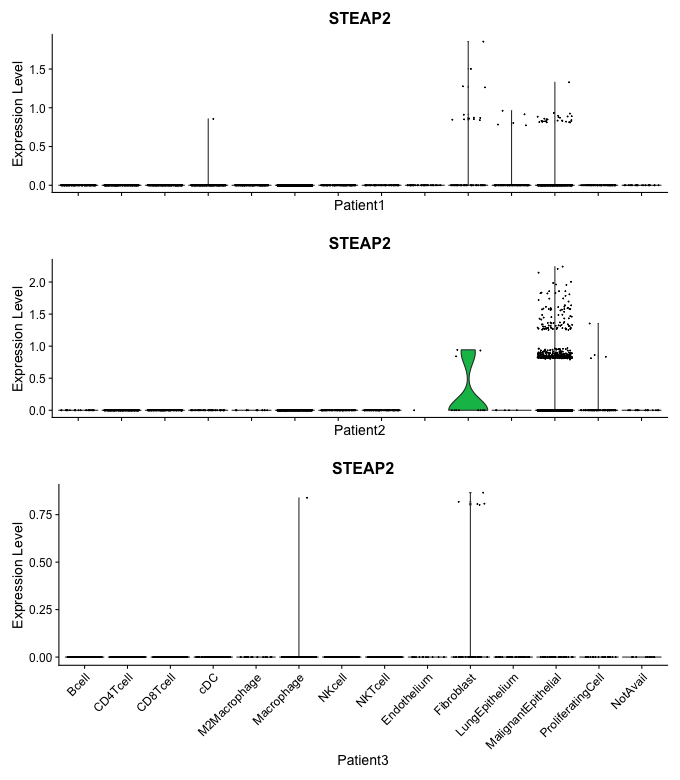 STEAP2
Expression Level
1.5
1.0
0.5
0.0
Patient1
STEAP2
Expression Level
2.0
1.5
1.0
0.5
0.0
Patient2
STEAP2
Expression Level
0.75
0.50
0.25
0.00
Bcell
CD4Tcell
CD8Tcell
cDC
M2Macrophage
Macrophage
NKcell
NKTcell
Endothelium
Fibroblast
LungEpithelium
MalignantEpithelial
ProliferatingCell
NotAvail
Patient3